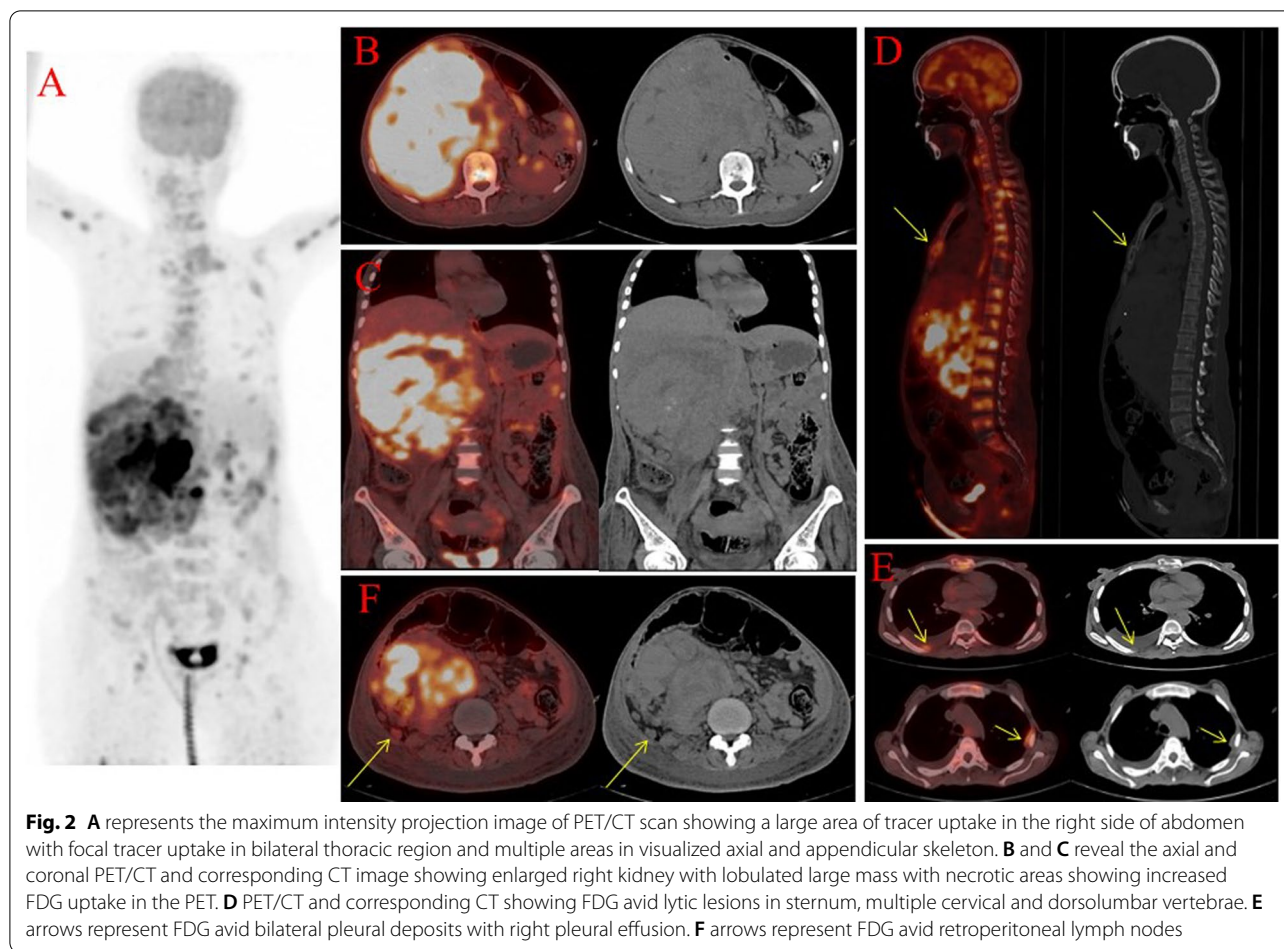 A
B
C
D
E
F
Fig. 2 A represents the maximum intensity projection image of PET/CT scan showing a large area of tracer uptake in the right side of abdomen
with focal tracer uptake in bilateral thoracic region and multiple areas in visualized axial and appendicular skeleton. B and C reveal the axial and
coronal PET/CT and corresponding CT image showing enlarged right kidney with lobulated large mass with necrotic areas showing increased
FDG uptake in the PET. D PET/CT and corresponding CT showing FDG avid lytic lesions in sternum, multiple cervical and dorsolumbar vertebrae. E
arrows represent FDG avid bilateral pleural deposits with right pleural effusion. F arrows represent FDG avid retroperitoneal lymph nodes